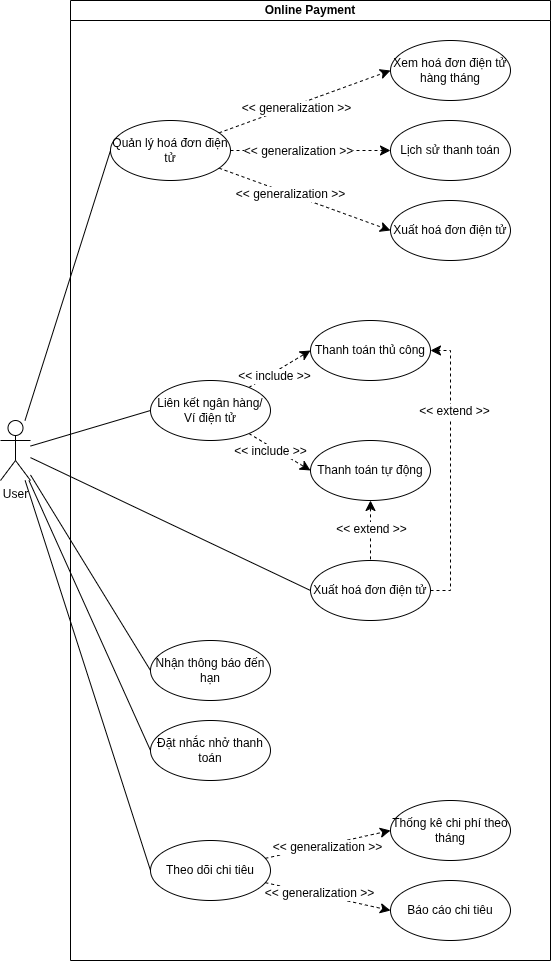 Online Payment
Xem hoá đơn điện tử
hàng tháng
<< generalization >>
Quản lý hoá đơn điện
tử
<< generalization >>
Lịch sử thanh toán
<< generalization >>
Xuất hoá đơn điện tử
Thanh toán thủ công
<< include >>
Liên kết ngân hàng/
Ví điện tử
<< extend >>
<< include >>
Thanh toán tự động
User
<< extend >>
Xuất hoá đơn điện tử
Nhận thông báo đến
hạn
Đặt nhắc nhở thanh
toán
Thống kê chi phí theo
tháng
<< generalization >>
Theo dõi chi tiêu
<< generalization >>
Báo cáo chi tiêu